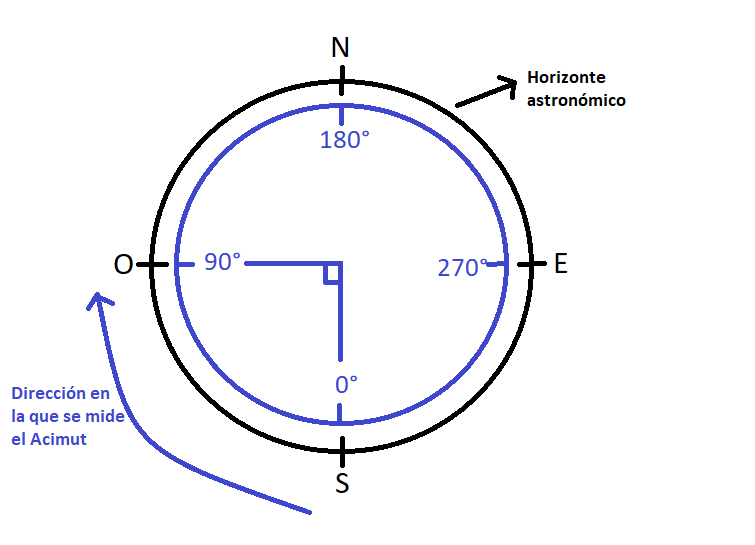 N
Horizonte
astronómico
180°
O
90°
270°
E
0°
Dirección en
la que se mide
el Acimut
S